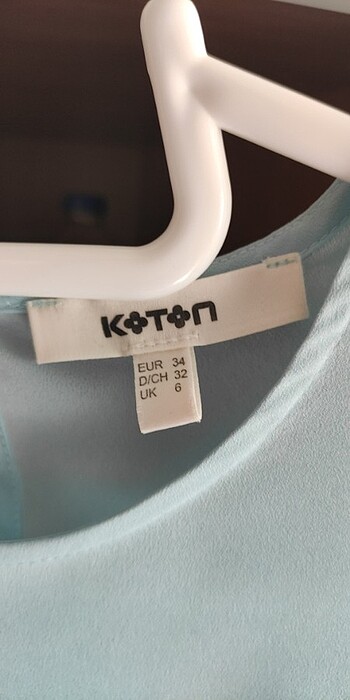 KOTON
EUR 34
D/CH 32
UK 6